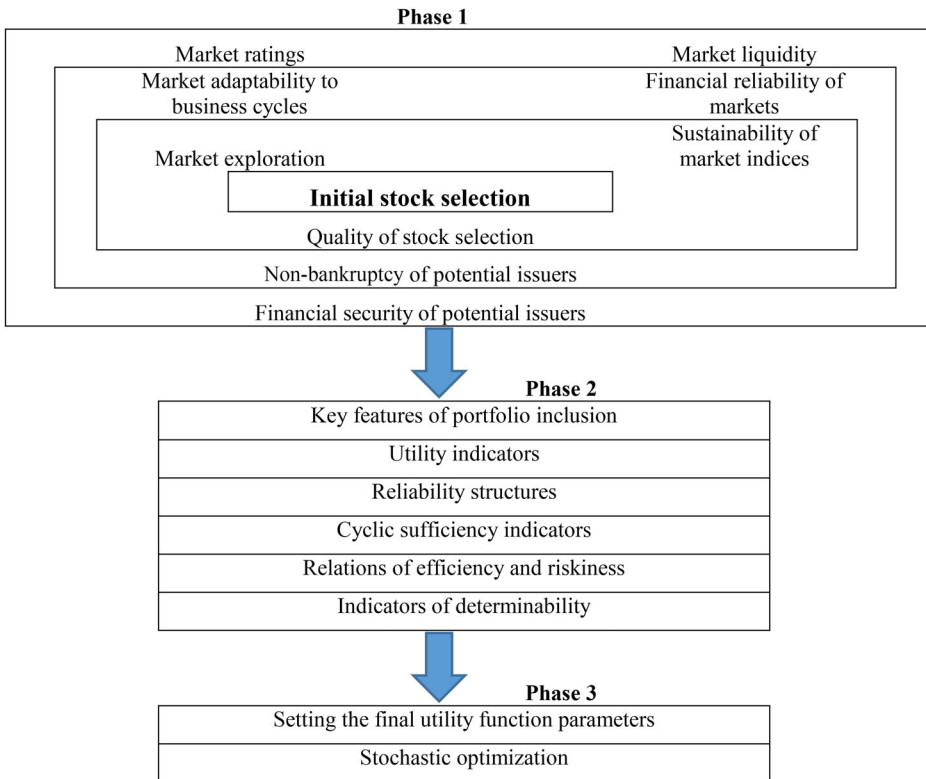 Phase 1
Market ratings
Market liquidity
Market adaptability to
business cycles
Financial reliability of
markets
Sustainability of
market indices
Market exploration
Initial stock selection
Quality of stock selection
Non-bankruptcy of potential issuers
Financial security of potential issuers
Phase 2
Key features of portfolio inclusion
Utility indicators
Reliability structures
Cyclic sufficiency indicators
Relations of efficiency and riskiness
Indicators of determinability
Phase 3
Setting the final utility function parameters
Stochastic optimization